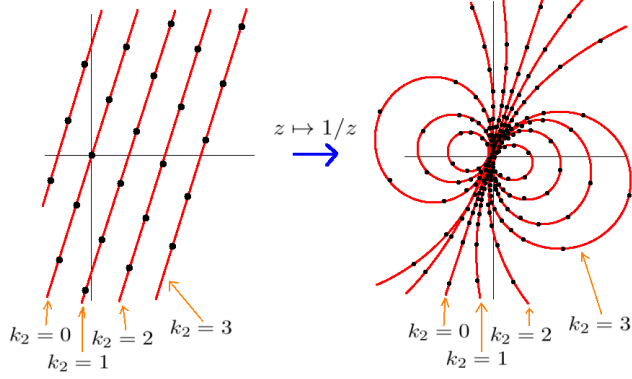 z ↦ 1/z
k₂ = 0
k₂ = 1
k₂ = 2
k₂ = 3
k₂ = 0
k₂ = 1
k₂ = 2
k₂ = 3